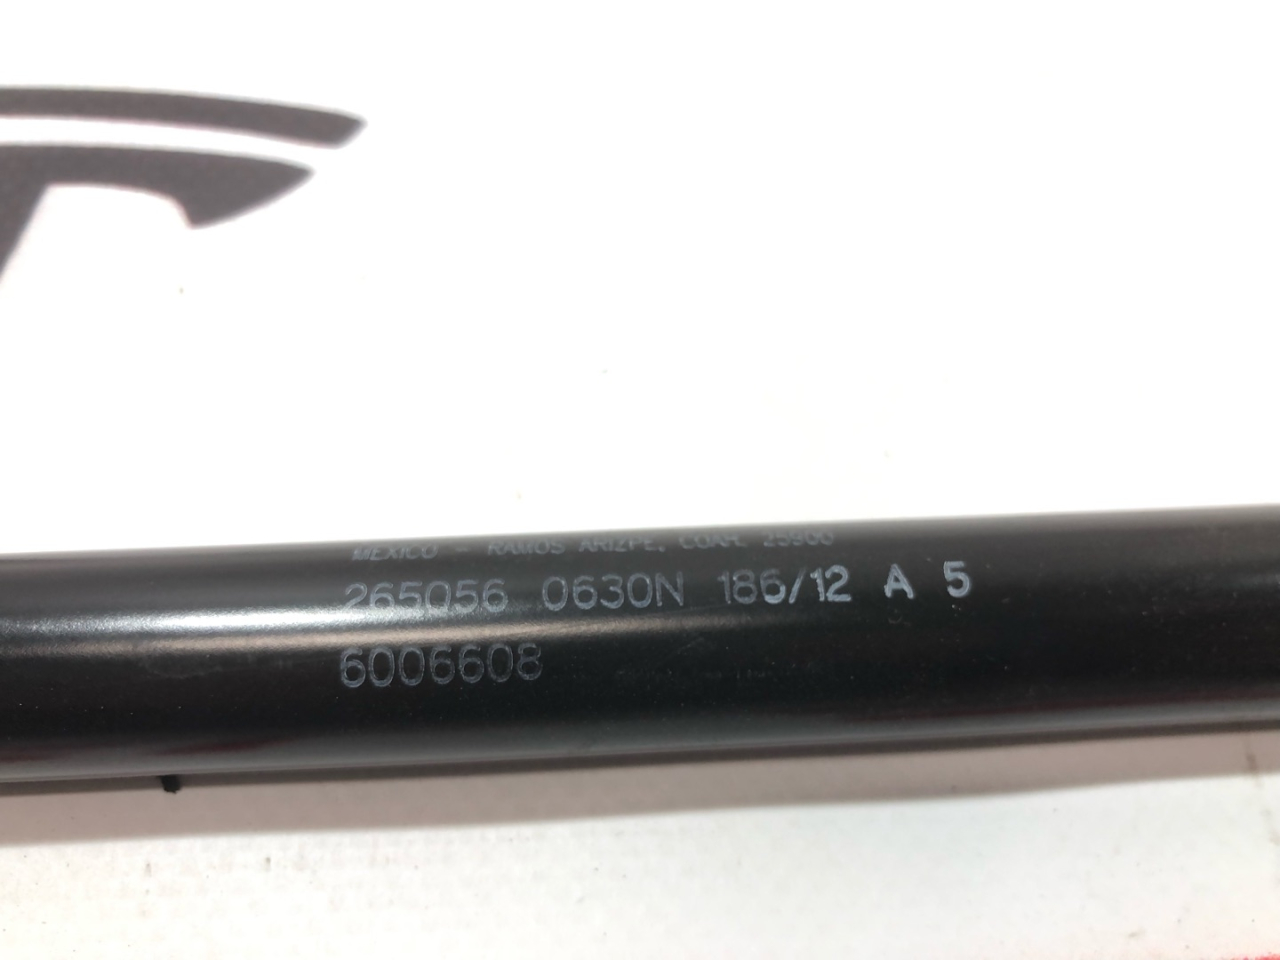 MEXICO - RAMOS ARIZPE, COAH. 25900
265056 0630N 186/12 A 5
6006608